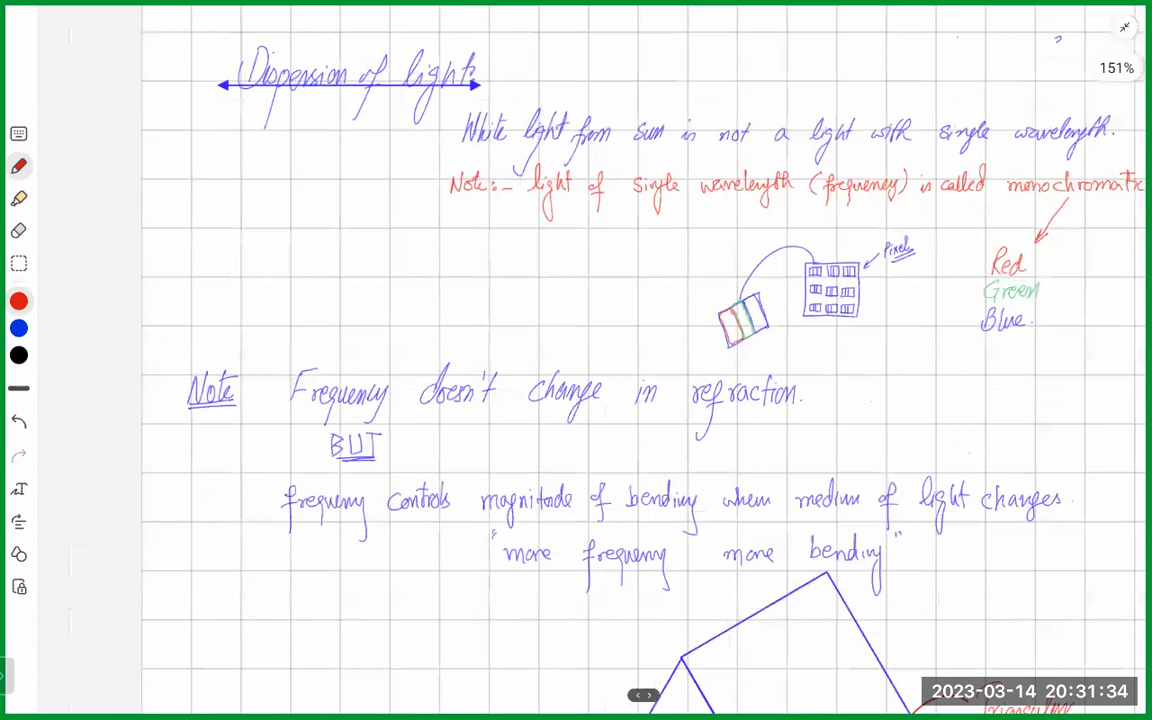 151%
Dispersion of light:
White light from sun is not a light with single wavelength.
Note:- light of single wavelength (frequency) is called monochromatic
Pixels
Red
Green
Blue.
Note Frequency doesn't change in refraction.
BUT
frequeny controls magnitude of bending when medium of light changes.
"more frequeny more bending"
2023-03-14 20:31:34